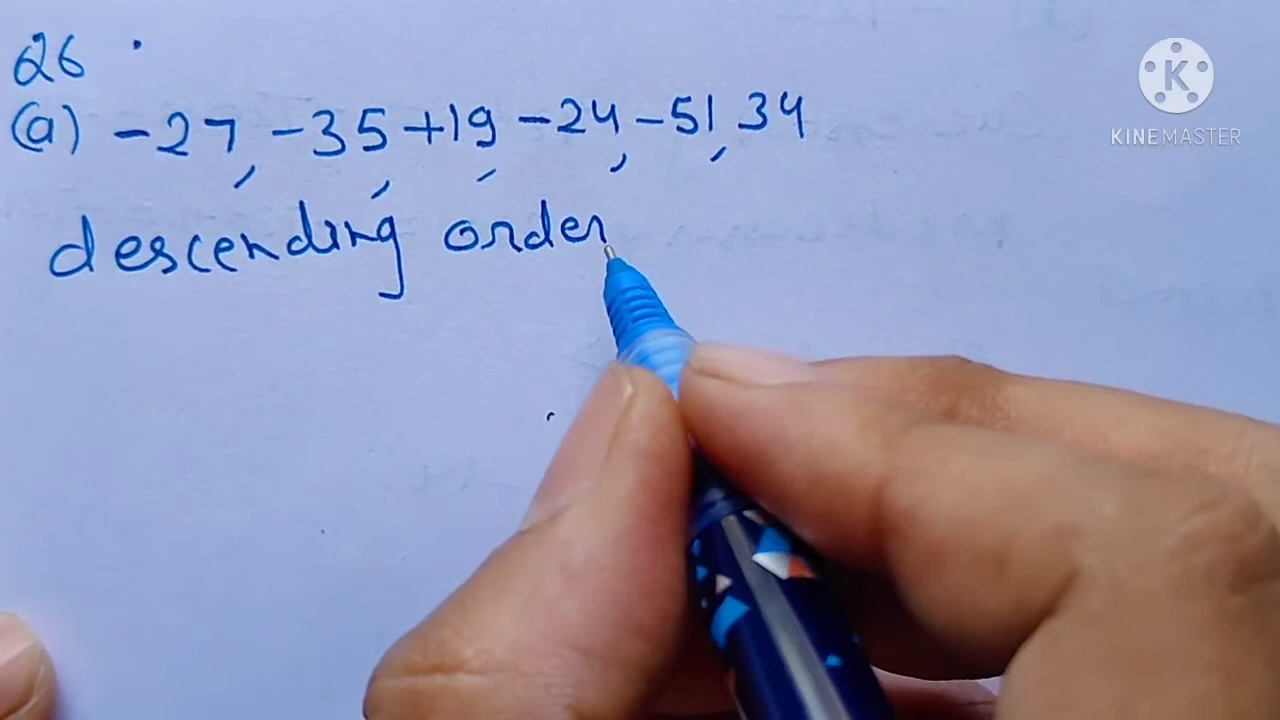 26
(a) -27, -35, +19, -24, -51, 34
descending order
K
KINEMASTER